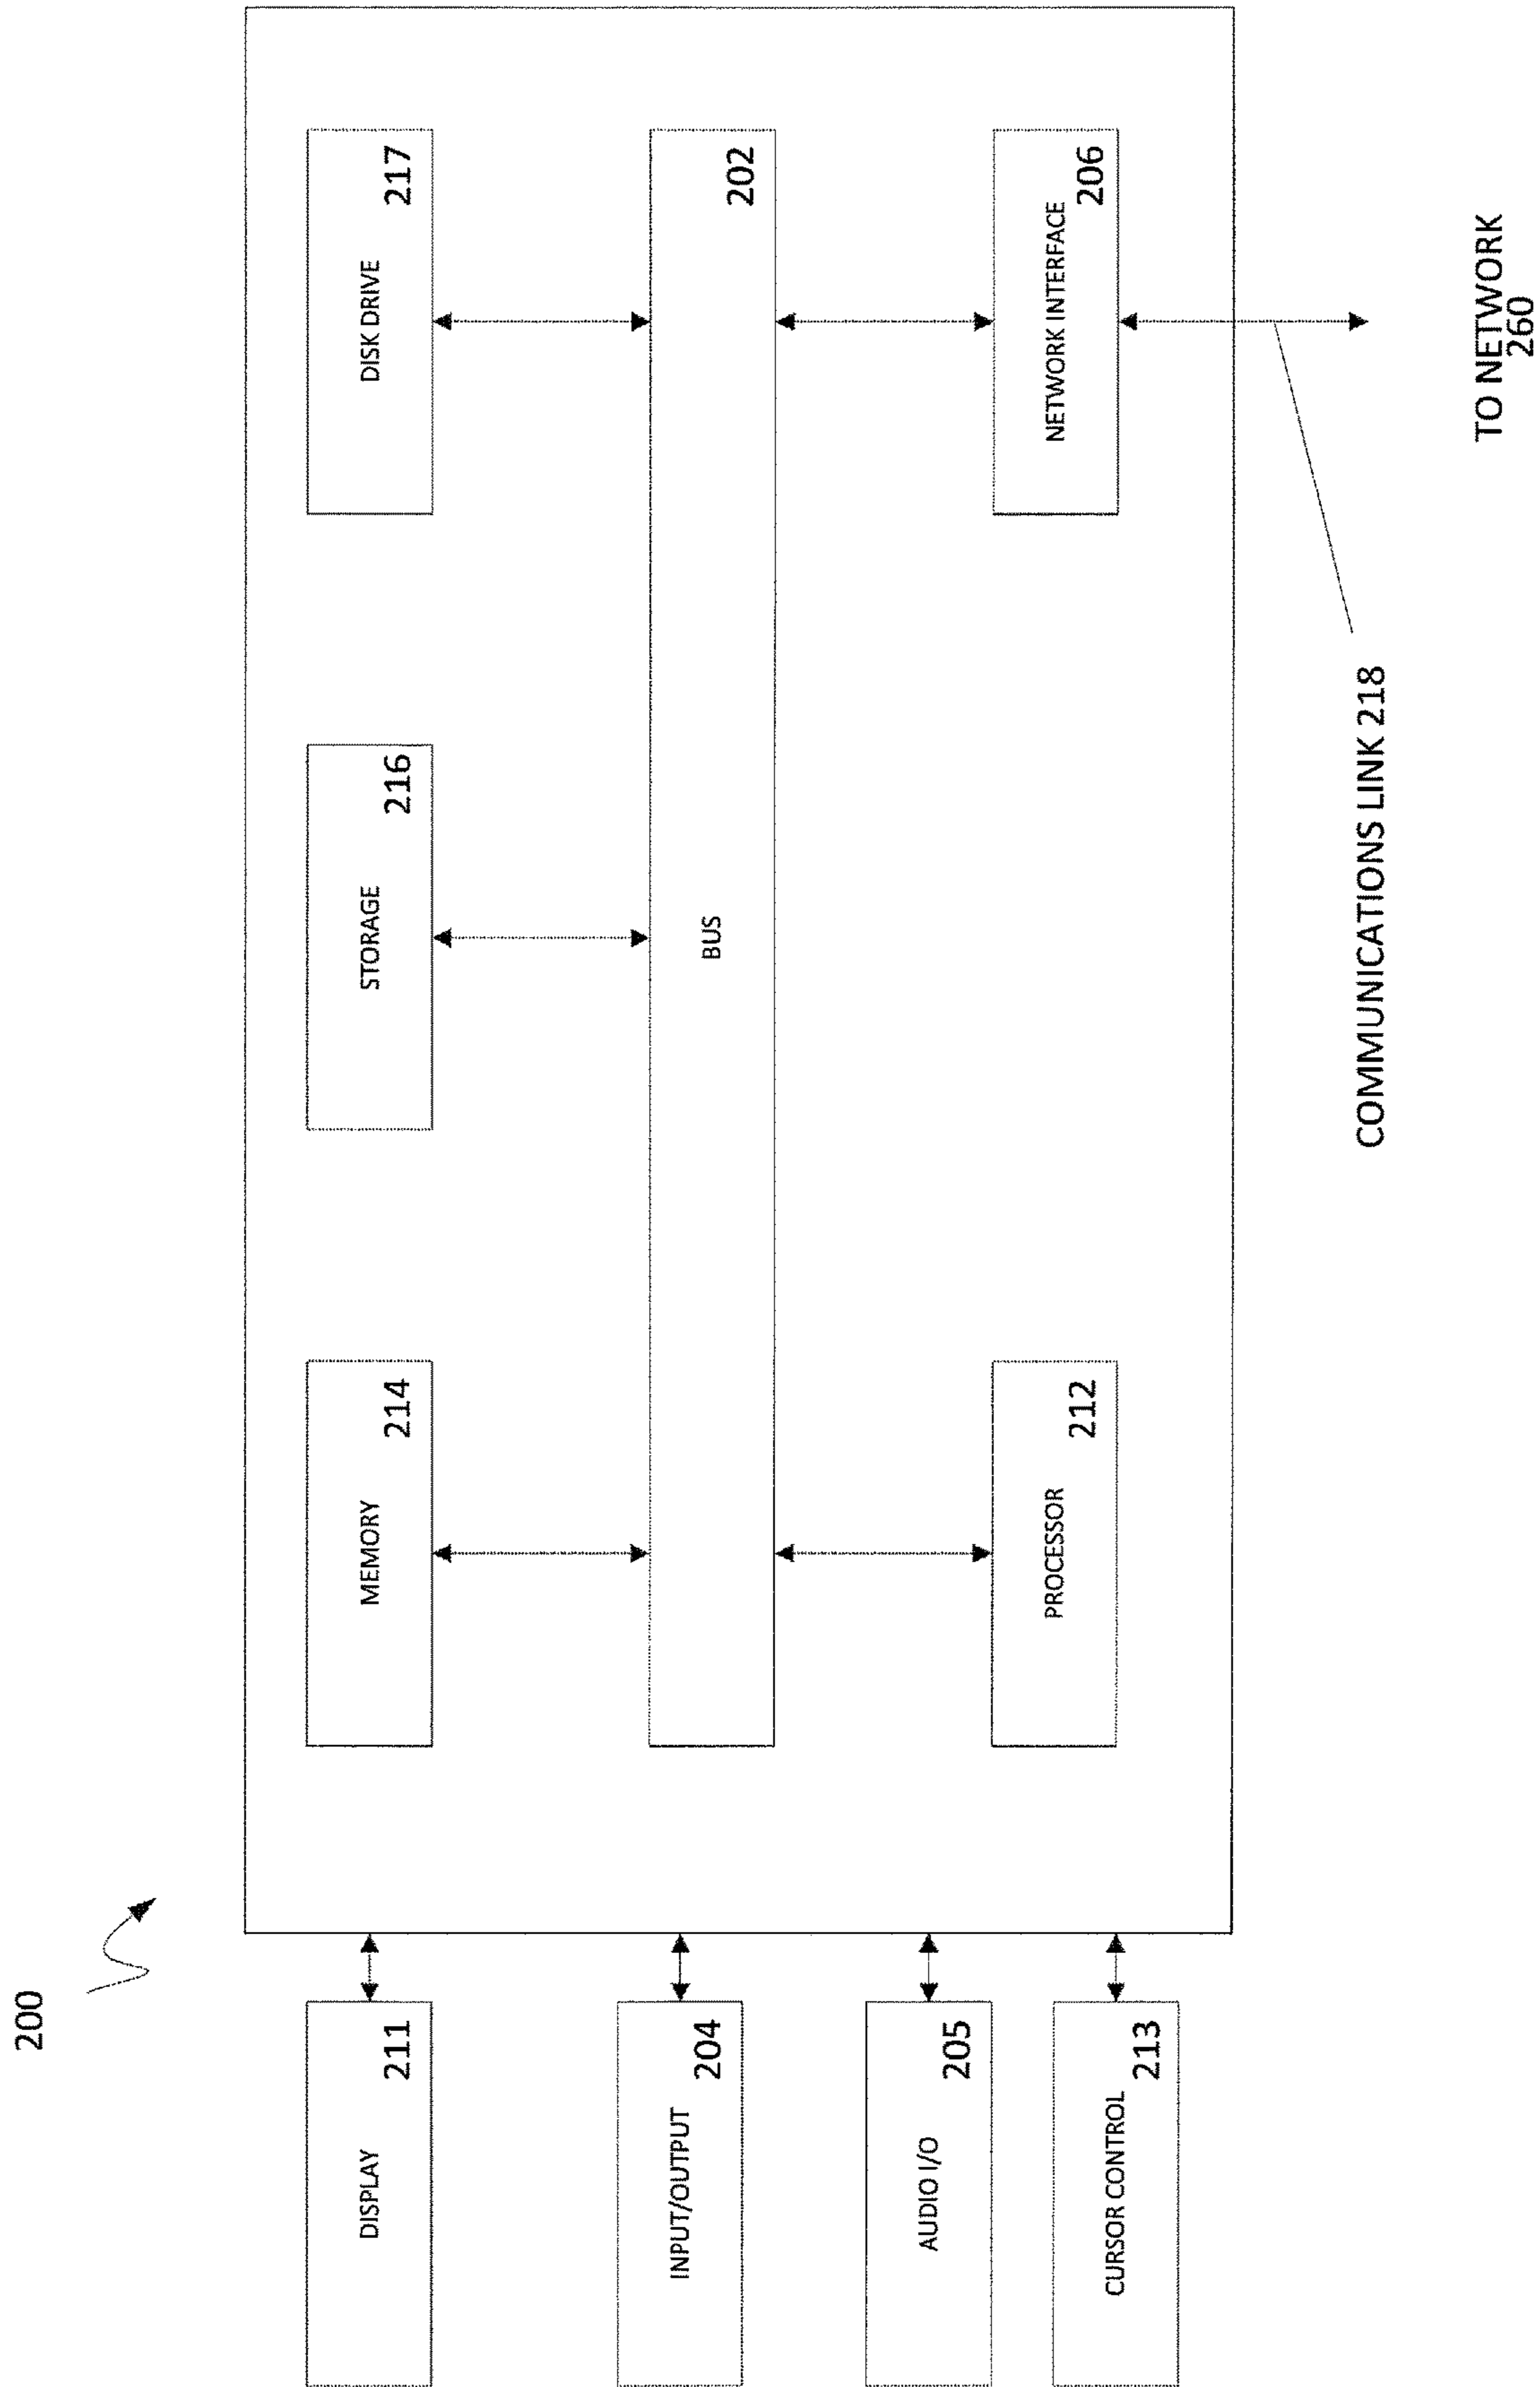 200
DISPLAY
211
INPUT/OUTPUT
204
AUDIO I/O
205
CURSOR CONTROL
213
MEMORY
214
STORAGE
216
DISK DRIVE
217
BUS
202
PROCESSOR
212
NETWORK INTERFACE
206
COMMUNICATIONS LINK 218
TO NETWORK
260